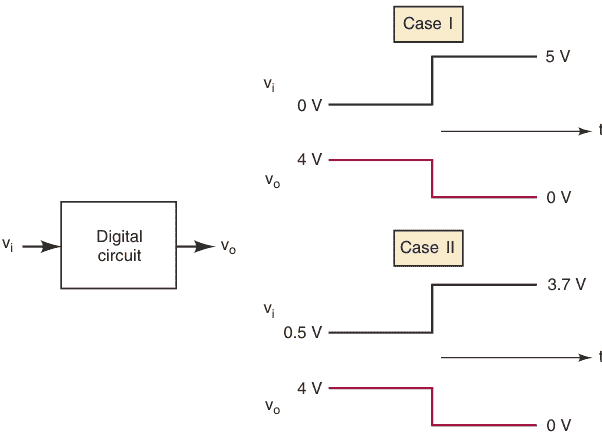 Case I
5 V
vi
0 V
t
4 V
vo
0 V
Digital
circuit
vi
vo
Case II
3.7 V
vi
0.5 V
t
4 V
vo
0 V